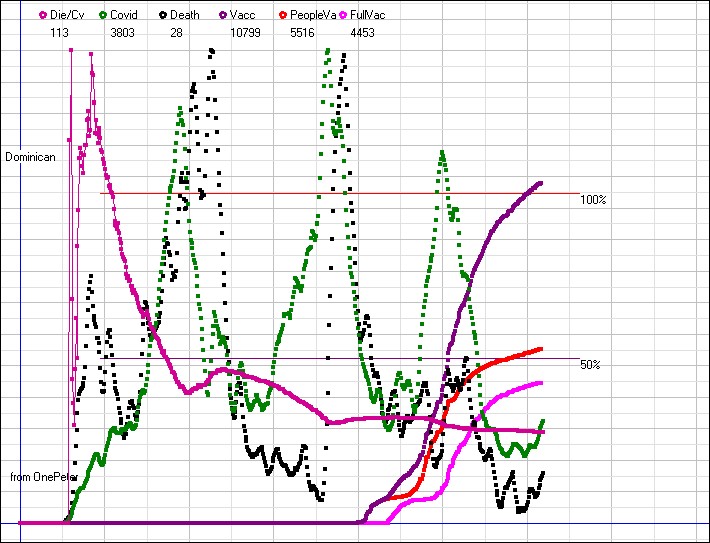 Die/Cv Covid Death Vacc PeopleVa FullVac
113 3803 28 10799 5516 4453
Dominican
100%
50%
from OnePeter